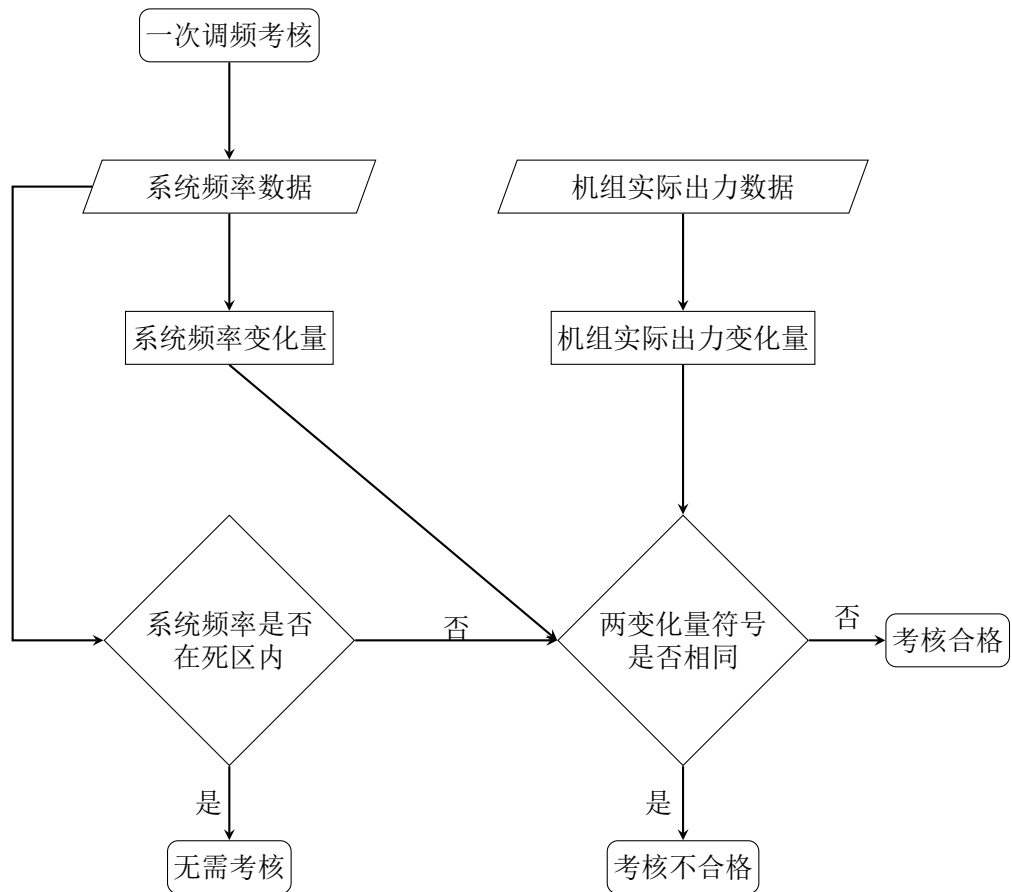 一次调频考核
系统频率数据
机组实际出力数据
系统频率变化量
机组实际出力变化量
系统频率是否
在死区内
否
两变化量符号
是否相同
否
考核合格
是
是
无需考核
考核不合格